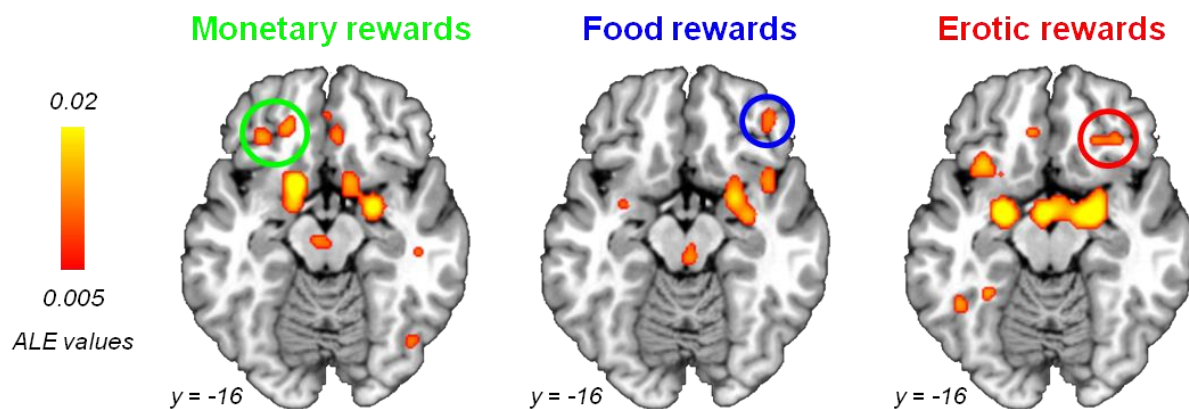 Monetary rewards
Food rewards
Erotic rewards
0.02
0.005
ALE values
y = -16
y = -16
y = -16